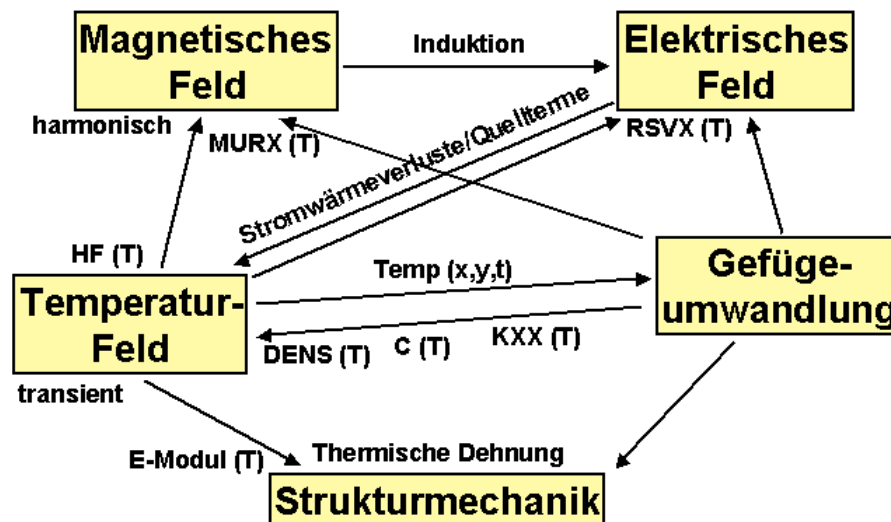 Magnetisches
Feld
Induktion
Elektrisches
Feld
harmonisch
MURX (T)
Stromwärmeverluste/Quellterme
RSVX (T)
HF (T)
Temperatur-
Feld
Temp (x,y,t)
Gefüge-
umwandlung
DENS (T)
C (T)
KXX (T)
transient
E-Modul (T)
Thermische Dehnung
Strukturmechanik